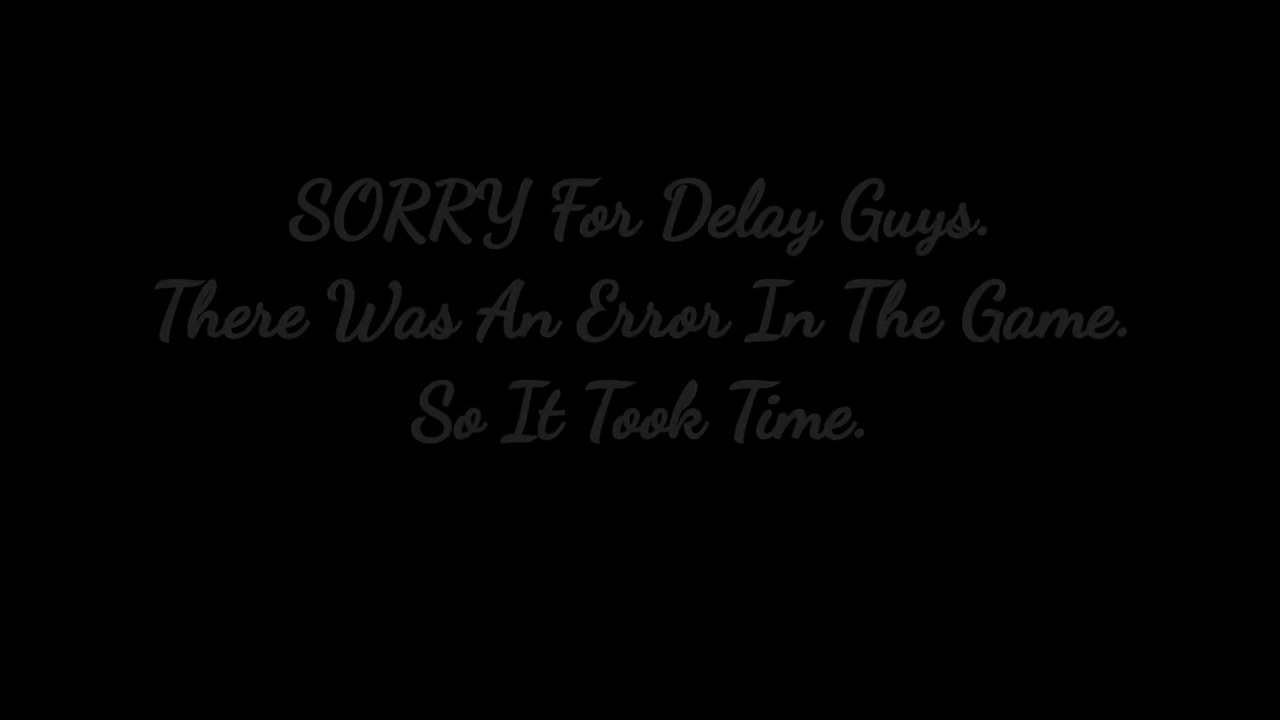 SORRY For Delay Guys.
There Was An Error In The Game.
So It Took Time.